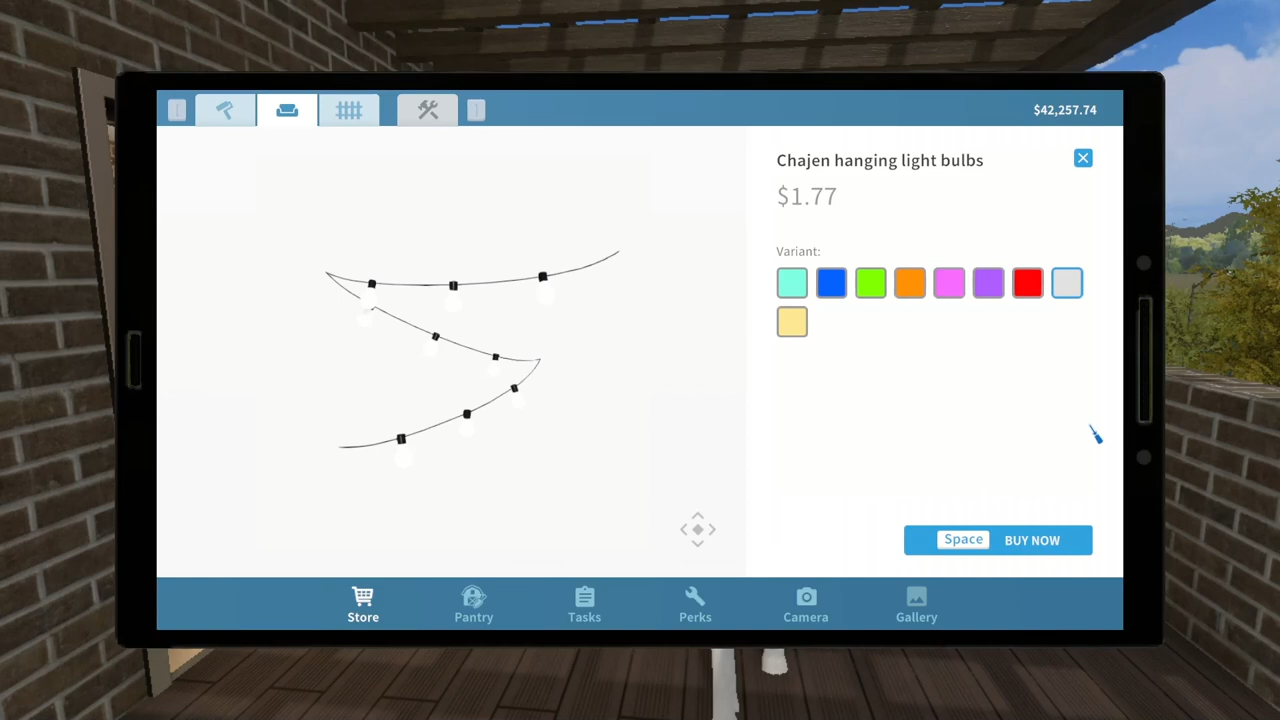 $42,257.74
Chajen hanging light bulbs
$1.77
Variant:
Space BUY NOW
Store Pantry Tasks Perks Camera Gallery